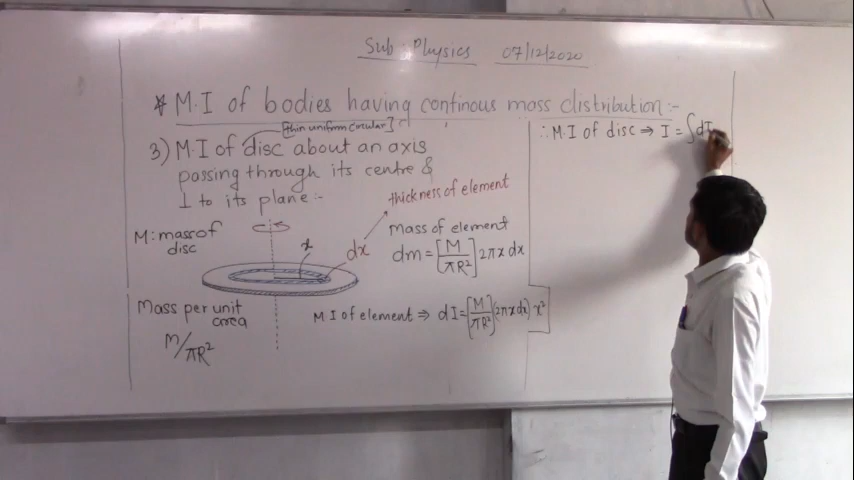 Sub : Physics 07/12/2020
* M.I of bodies having continous mass distribution :-
[thin uniform circular]
3) M.I of disc about an axis
passing through its centre &
⊥ to its plane :-
M : mass of
disc
x
dx
thickness of element
Mass per unit
area
M/πR²
Mass of element
dm = [M/πR²] 2πx dx
M I of element ⇒ dI = [M/πR²] (2πx dx) x²
∴ M.I of disc ⇒ I = ∫dI